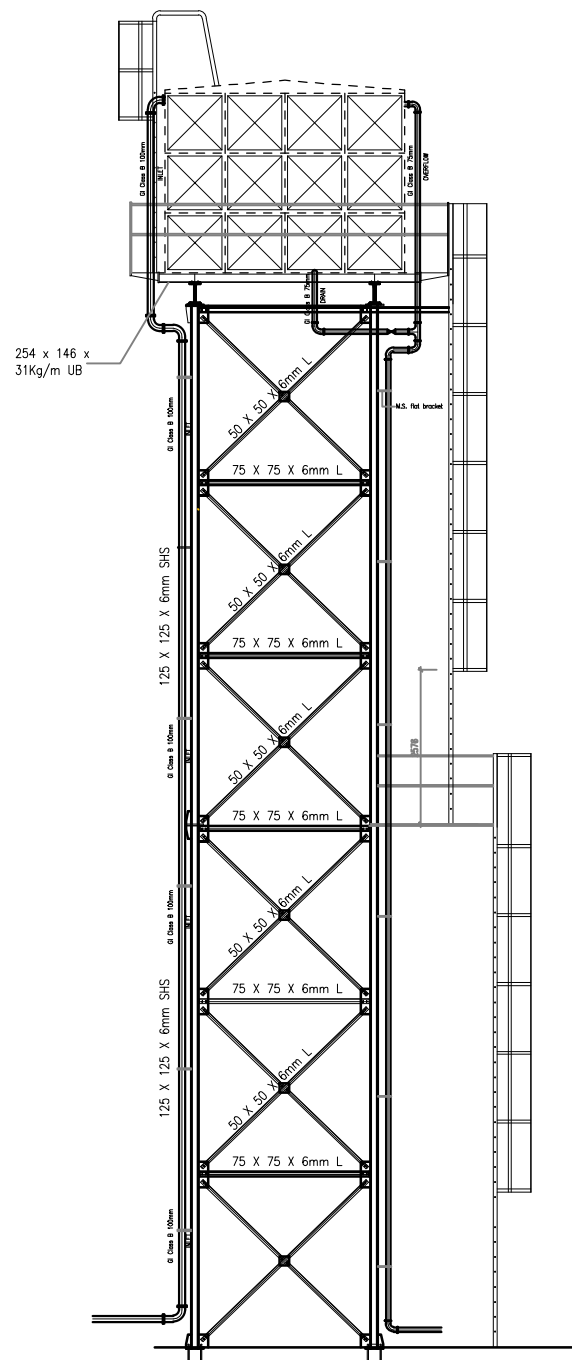 GI Class B 100mm
INLET
GI Class B 75mm
OVERFLOW
GI Class B 75mm
DRAIN
254 x 146 x
31Kg/m UB
50 X 50 X 6mm L
M.S. flat bracket
GI Class B 100mm
INLET
75 X 75 X 6mm L
125 X 125 X 6mm SHS
50 X 50 X 6mm L
75 X 75 X 6mm L
GI Class B 100mm
INLET
50 X 50 X 6mm L
2576
75 X 75 X 6mm L
GI Class B 100mm
INLET
50 X 50 X 6mm L
75 X 75 X 6mm L
125 X 125 X 6mm SHS
50 X 50 X 6mm L
75 X 75 X 6mm L
GI Class B 100mm
INLET